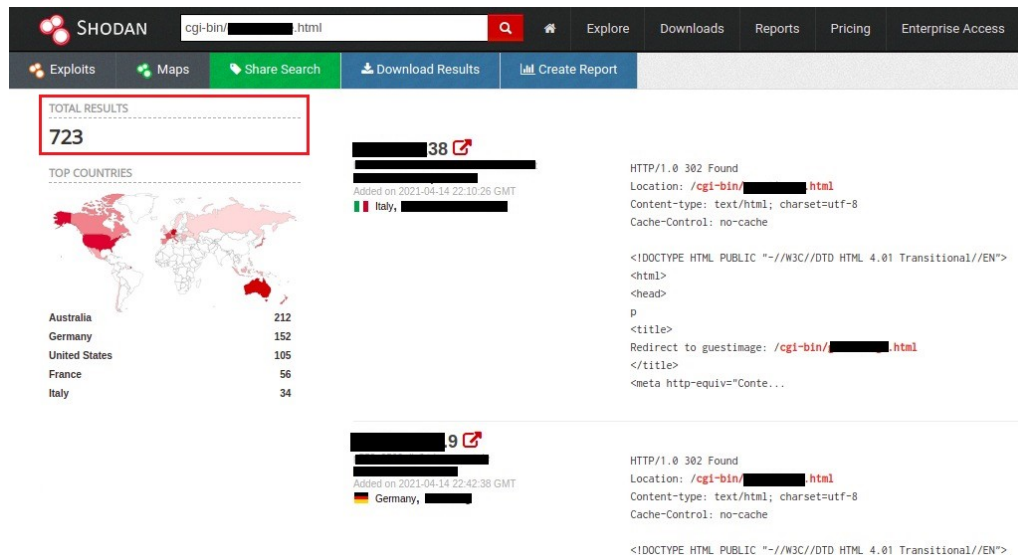 SHODAN cgi-bin/ .html Explore Downloads Reports Pricing Enterprise Access
Exploits Maps Share Search Download Results Create Report
TOTAL RESULTS
723
TOP COUNTRIES
Australia 212
Germany 152
United States 105
France 56
Italy 34
38
Added on 2021-04-14 22:10:26 GMT
Italy,
HTTP/1.0 302 Found
Location: /cgi-bin/ .html
Content-type: text/html; charset=utf-8
Cache-Control: no-cache
<!DOCTYPE HTML PUBLIC "-//W3C//DTD HTML 4.01 Transitional//EN">
<html>
<head>
p
<title>
Redirect to guestimage: /cgi-bin/ .html
</title>
<meta http-equiv="Conte...
.9
Added on 2021-04-14 22:42:38 GMT
Germany,
HTTP/1.0 302 Found
Location: /cgi-bin/ .html
Content-type: text/html; charset=utf-8
Cache-Control: no-cache
<!DOCTYPE HTML PUBLIC "-//W3C//DTD HTML 4.01 Transitional//EN">